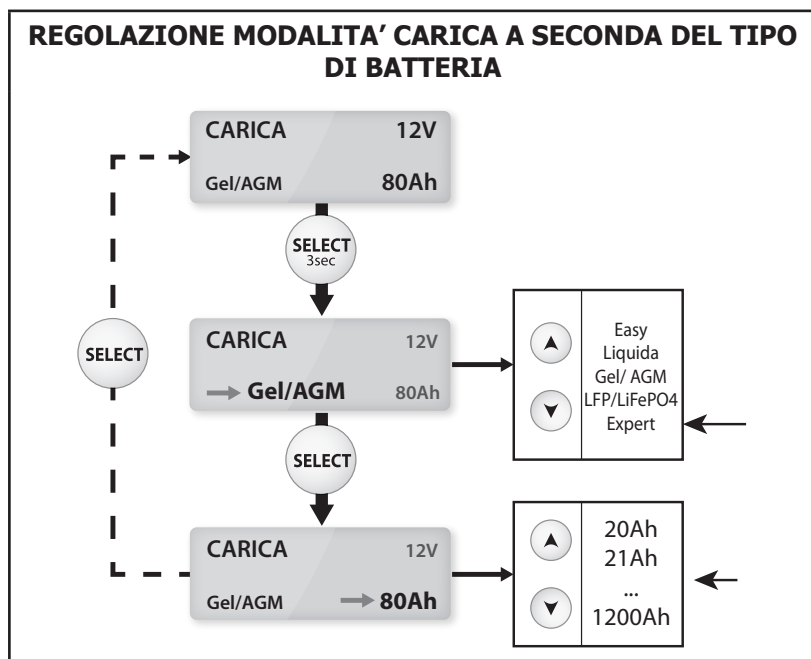 REGOLAZIONE MODALITA’ CARICA A SECONDA DEL TIPO
DI BATTERIA
CARICA 12V
Gel/AGM 80Ah
SELECT
3sec
CARICA 12V
Gel/AGM 80Ah
Easy
Liquida
Gel/ AGM
LFP/LiFePO4
Expert
SELECT
SELECT
CARICA 12V
Gel/AGM 80Ah
20Ah
21Ah
...
1200Ah